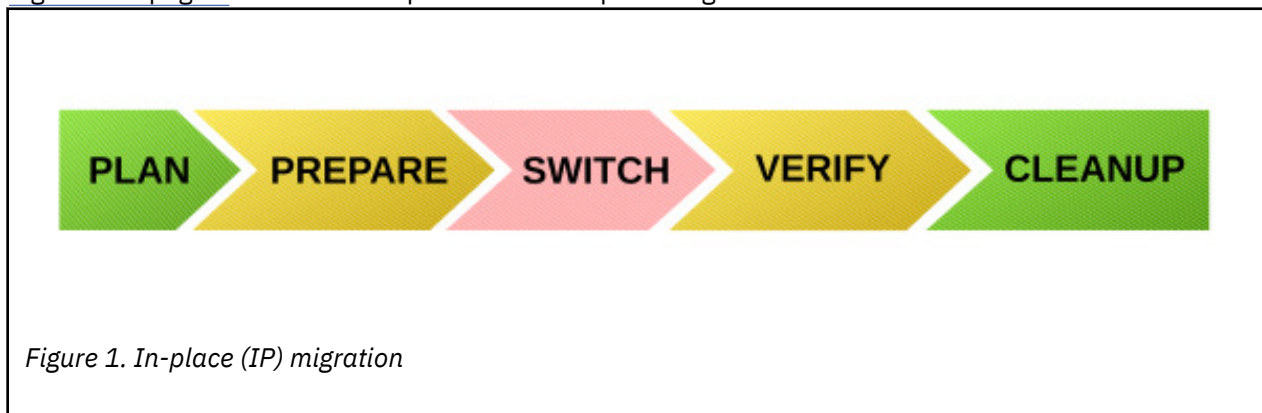 PLAN PREPARE SWITCH VERIFY CLEANUP
Figure 1. In-place (IP) migration